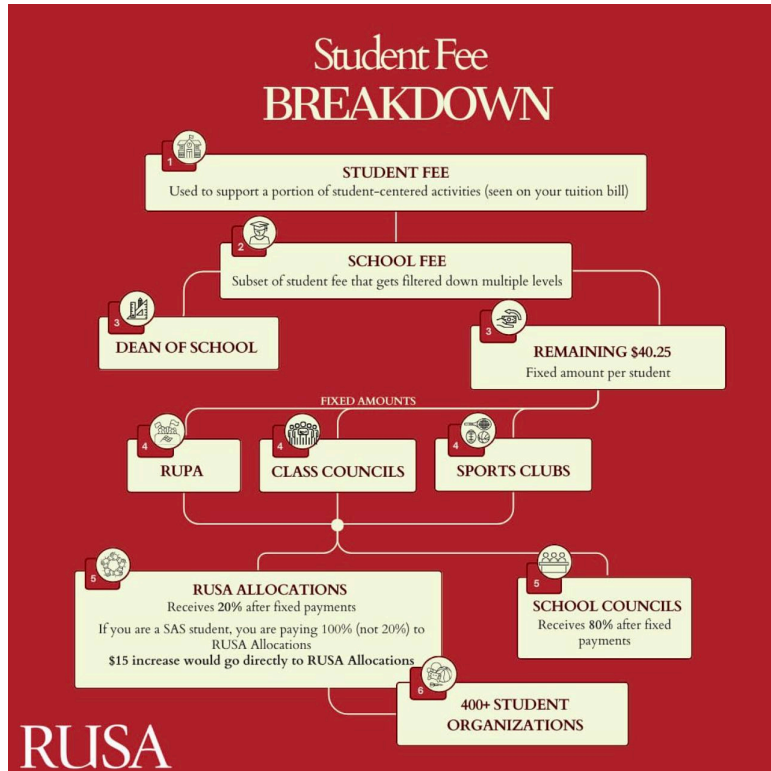 Student Fee
BREAKDOWN
1
STUDENT FEE
Used to support a portion of student-centered activities (seen on your tuition bill)
2
SCHOOL FEE
Subset of student fee that gets filtered down multiple levels
3
DEAN OF SCHOOL
3
REMAINING $40.25
Fixed amount per student
FIXED AMOUNTS
4
RUPA
4
CLASS COUNCILS
4
SPORTS CLUBS
5
RUSA ALLOCATIONS
Receives 20% after fixed payments
If you are a SAS student, you are paying 100% (not 20%) to
RUSA Allocations
$15 increase would go directly to RUSA Allocations
5
SCHOOL COUNCILS
Receives 80% after fixed
payments
6
400+ STUDENT
ORGANIZATIONS
RUSA